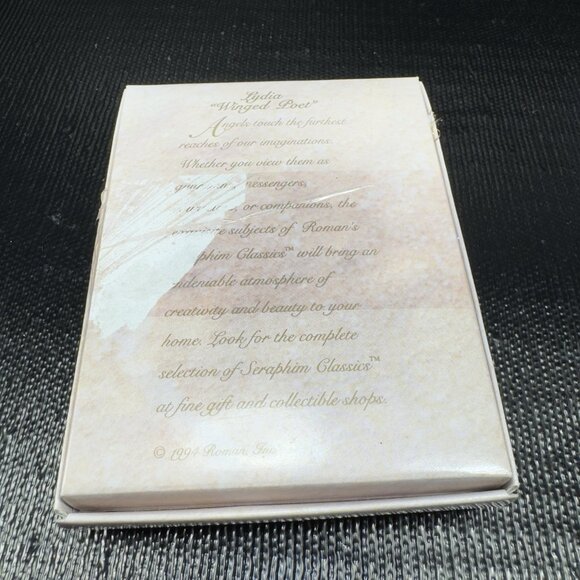 Lydia
"Winged Poet"
Angels touch the furthest
reaches of our imaginations.
Whether you view them as
messengers,
or companions, the
subjects of Roman's
Classics™ will bring an
undeniable atmosphere of
creativity and beauty to your
home. Look for the complete
selection of Seraphim Classics™
at fine gift and collectible shops.
© 1994 Roman, Inc.